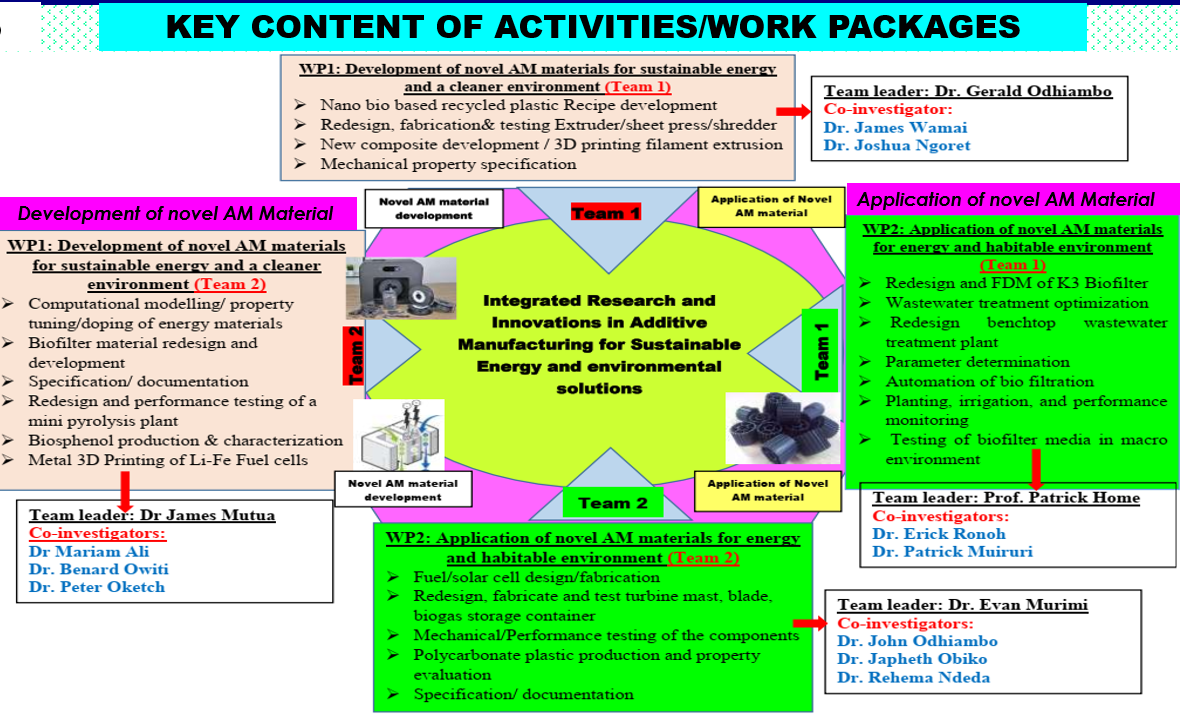 KEY CONTENT OF ACTIVITIES/WORK PACKAGES
WP1: Development of novel AM materials for sustainable energy
and a cleaner environment (Team 1)
➢ Nano bio based recycled plastic Recipe development
➢ Redesign, fabrication& testing Extruder/sheet press/shredder
➢ New composite development / 3D printing filament extrusion
➢ Mechanical property specification
Team leader: Dr. Gerald Odhiambo
Co-investigator:
Dr. James Wamai
Dr. Joshua Ngoret
Development of novel AM Material
WP1: Development of novel AM materials
for sustainable energy and a cleaner
environment (Team 2)
➢ Computational modelling/ property
tuning/doping of energy materials
➢ Biofilter material redesign and
development
➢ Specification/ documentation
➢ Redesign and performance testing of a
mini pyrolysis plant
➢ Biosphenol production & characterization
➢ Metal 3D Printing of Li-Fe Fuel cells
Team leader: Dr James Mutua
Co-investigators:
Dr Mariam Ali
Dr. Benard Owiti
Dr. Peter Oketch
Novel AM material
development
Team 1
Application of Novel
AM material
Team 2
Integrated Research and
Innovations in Additive
Manufacturing for Sustainable
Energy and environmental
solutions
Team 1
Novel AM material
development
Team 2
Application of Novel
AM material
Application of novel AM Material
WP2: Application of novel AM materials
for energy and habitable environment
(Team 1)
➢ Redesign and FDM of K3 Biofilter
➢ Wastewater treatment optimization
➢ Redesign benchtop wastewater
treatment plant
➢ Parameter determination
➢ Automation of bio filtration
➢ Planting, irrigation, and performance
monitoring
➢ Testing of biofilter media in macro
environment
Team leader: Prof. Patrick Home
Co-investigators:
Dr. Erick Ronoh
Dr. Patrick Muiruri
WP2: Application of novel AM materials for energy
and habitable environment (Team 2)
➢ Fuel/solar cell design/fabrication
➢ Redesign, fabricate and test turbine mast, blade,
biogas storage container
➢ Mechanical/Performance testing of the components
➢ Polycarbonate plastic production and property
evaluation
➢ Specification/ documentation
Team leader: Dr. Evan Murimi
Co-investigators:
Dr. John Odhiambo
Dr. Japheth Obiko
Dr. Rehema Ndeda